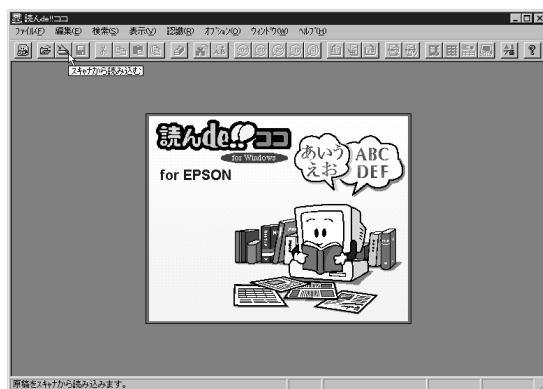 読んde!!ココ
ファイル(F) 編集(E) 検索(S) 表示(V) 認識(R) オプション(O) ウィンドウ(W) ヘルプ(H)
スキャナから読み込む
読んde!!ココ
for Windows
for EPSON
あいう
えお
ABC
DEF
原稿をスキャナから読み込みます。